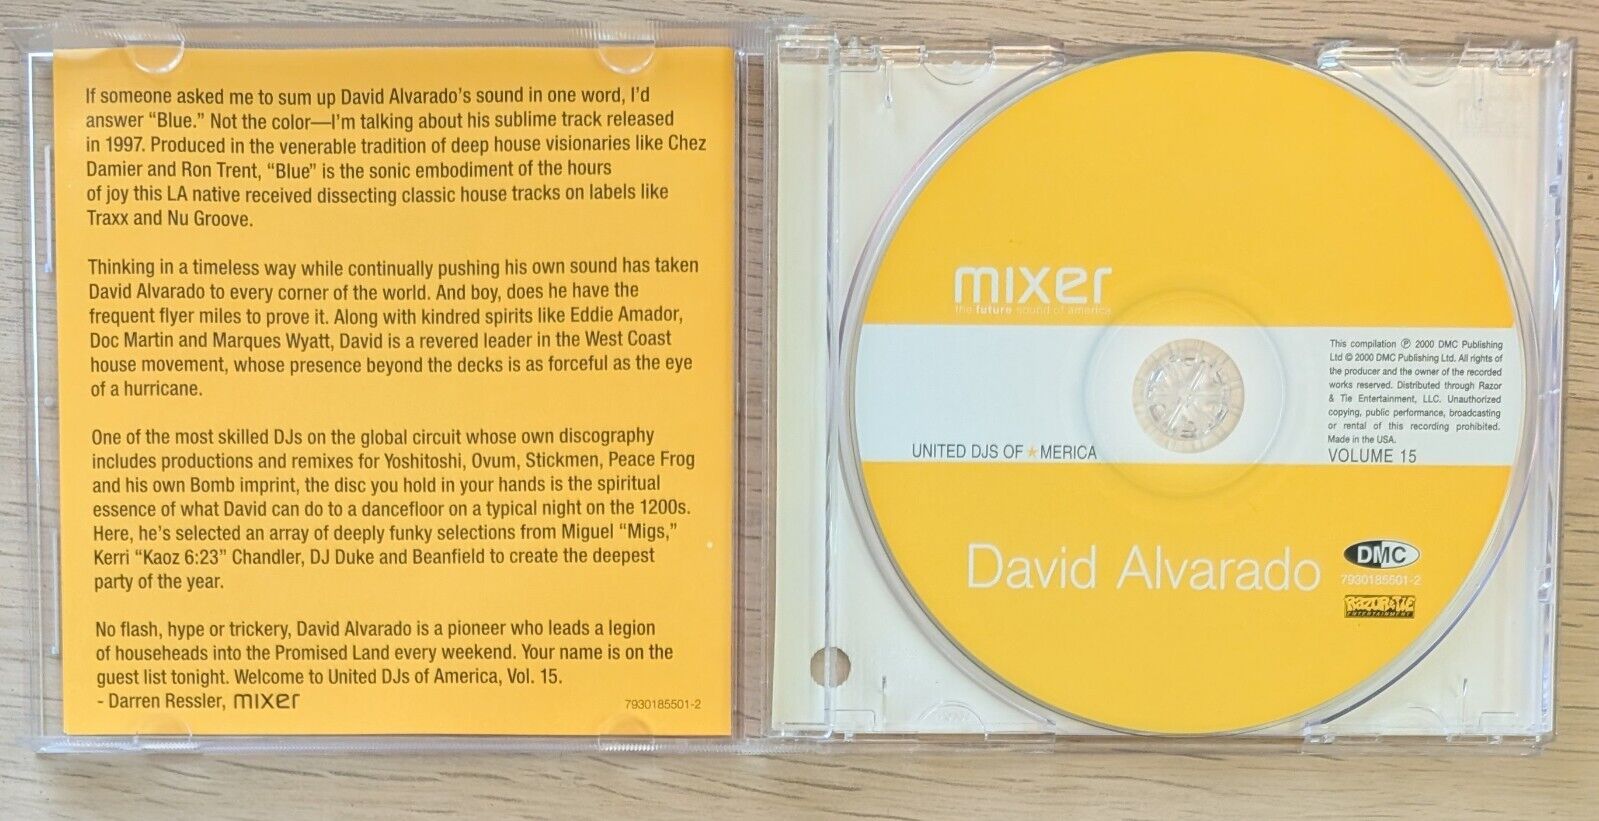 If someone asked me to sum up David Alvarado's sound in one word, I'd
answer “Blue.” Not the color—I'm talking about his sublime track released
in 1997. Produced in the venerable tradition of deep house visionaries like Chez
Damier and Ron Trent, “Blue” is the sonic embodiment of the hours
of joy this LA native received dissecting classic house tracks on labels like
Traxx and Nu Groove.
Thinking in a timeless way while continually pushing his own sound has taken
David Alvarado to every corner of the world. And boy, does he have the
frequent flyer miles to prove it. Along with kindred spirits like Eddie Amador,
Doc Martin and Marques Wyatt, David is a revered leader in the West Coast
house movement, whose presence beyond the decks is as forceful as the eye
of a hurricane.
One of the most skilled DJs on the global circuit whose own discography
includes productions and remixes for Yoshitoshi, Ovum, Stickmen, Peace Frog
and his own Bomb imprint, the disc you hold in your hands is the spiritual
essence of what David can do to a dancefloor on a typical night on the 1200s.
Here, he's selected an array of deeply funky selections from Miguel “Migs,”
Kerri “Kaoz 6:23” Chandler, DJ Duke and Beanfield to create the deepest
party of the year.
No flash, hype or trickery, David Alvarado is a pioneer who leads a legion
of househeads into the Promised Land every weekend. Your name is on the
guest list tonight. Welcome to United DJs of America, Vol. 15.
- Darren Ressler, mixer
7930185501-2
mixer
the future sound of america
This compilation ℗ 2000 DMC Publishing
Ltd © 2000 DMC Publishing Ltd. All rights of
the producer and the owner of the recorded
works reserved. Distributed through Razor
& Tie Entertainment, LLC. Unauthorized
copying, public performance, broadcasting
or rental of this recording prohibited.
Made in the USA.
UNITED DJS OF ★MERICA
VOLUME 15
David Alvarado
DMC
7930185501-2
RAZOR & TIE
ENTERTAINMENT